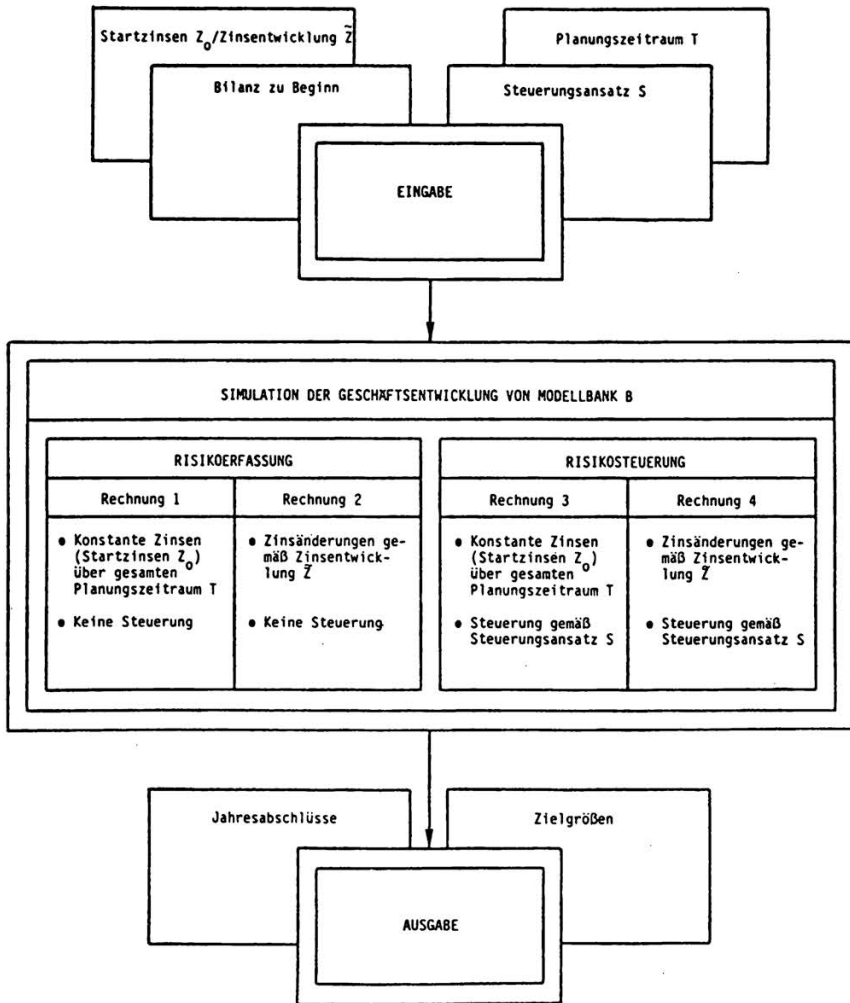 Startzinsen Z₀/Zinsentwicklung Z̃
Planungszeitraum T
Bilanz zu Beginn
Steuerungsansatz S
EINGABE
SIMULATION DER GESCHÄFTSENTWICKLUNG VON MODELLBANK B
RISIKOERFASSUNG
Rechnung 1
● Konstante Zinsen
(Startzinsen Z₀)
über gesamten
Planungszeitraum T
● Keine Steuerung
Rechnung 2
● Zinsänderungen ge-
mäß Zinsentwick-
lung Z̃
● Keine Steuerung
RISIKOSTEUERUNG
Rechnung 3
● Konstante Zinsen
(Startzinsen Z₀)
über gesamten
Planungszeitraum T
● Steuerung gemäß
Steuerungsansatz S
Rechnung 4
● Zinsänderungen ge-
mäß Zinsentwick-
lung Z̃
● Steuerung gemäß
Steuerungsansatz S
Jahresabschlüsse
Zielgrößen
AUSGABE